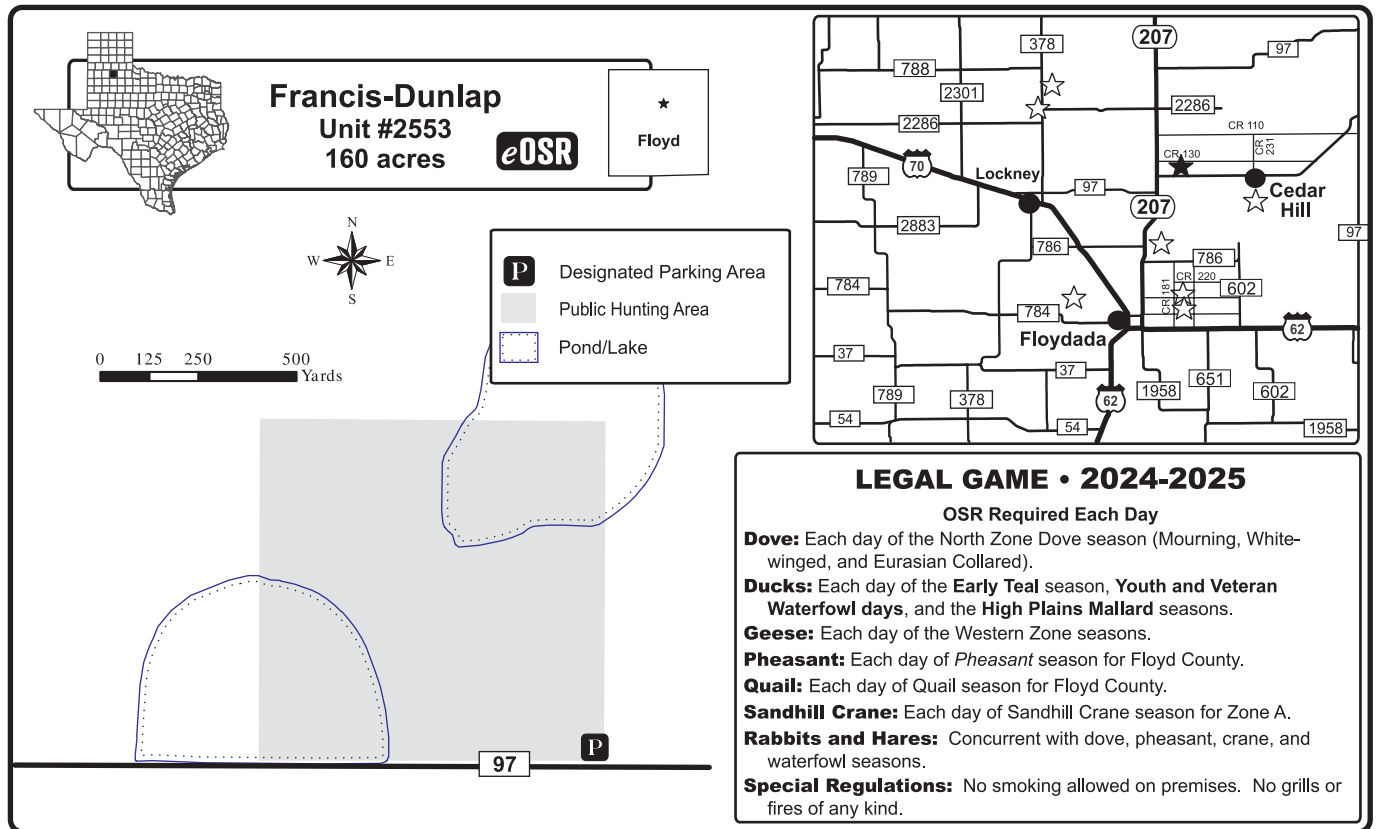 Francis-Dunlap
Unit #2553
160 acres
eOSR
Floyd
N
W E
S
P Designated Parking Area
Public Hunting Area
Pond/Lake
0 125 250 500
Yards
P
97
378
207
97
788
2301
2286
2286
CR 110
CR 231
CR 130
70
789
Lockney
97
Cedar
Hill
207
2883
786
97
786
CR 220
CR 181
602
784
784
Floydada
62
37
37
789
378
62
1958
651
602
54
54
1958
LEGAL GAME • 2024-2025
OSR Required Each Day
Dove: Each day of the North Zone Dove season (Mourning, White-
winged, and Eurasian Collared).
Ducks: Each day of the Early Teal season, Youth and Veteran
Waterfowl days, and the High Plains Mallard seasons.
Geese: Each day of the Western Zone seasons.
Pheasant: Each day of Pheasant season for Floyd County.
Quail: Each day of Quail season for Floyd County.
Sandhill Crane: Each day of Sandhill Crane season for Zone A.
Rabbits and Hares: Concurrent with dove, pheasant, crane, and
waterfowl seasons.
Special Regulations: No smoking allowed on premises. No grills or
fires of any kind.